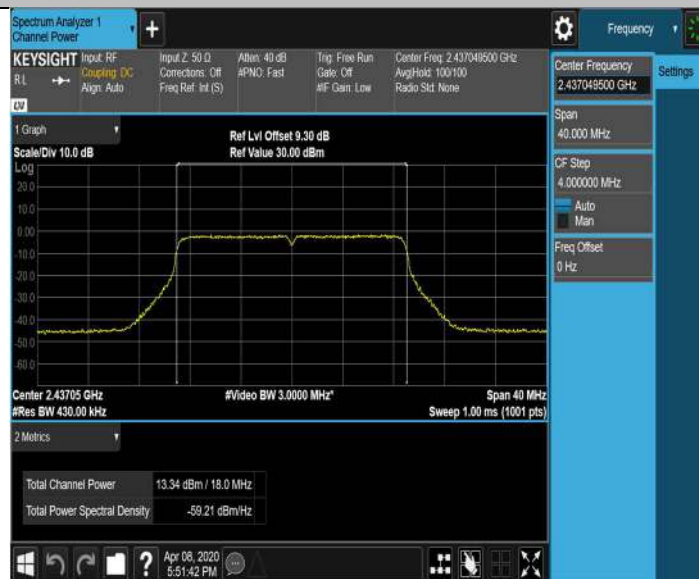 Spectrum Analyzer 1
Channel Power
+
Frequency
KEYSIGHT
RL
Input: RF
Coupling: DC
Align: Auto
Input Z: 50 Ω
Corrections: Off
Freq Ref: Int (S)
Atten: 40 dB
#PNO: Fast
Trig: Free Run
Gate: Off
#IF Gain: Low
Center Freq: 2.437049500 GHz
Avg|Hold: 100/100
Radio Std: None
Center Frequency
2.437049500 GHz
Settings
Span
40.000 MHz
CF Step
4.000000 MHz
Auto
Man
Freq Offset
0 Hz
1 Graph
Scale/Div 10.0 dB
Ref Lvl Offset 9.30 dB
Ref Value 30.00 dBm
Log
20.0
10.0
0.00
-10.0
-20.0
-30.0
-40.0
-50.0
-60.0
Center 2.43705 GHz
#Video BW 3.0000 MHz*
Span 40 MHz
#Res BW 430.00 kHz
Sweep 1.00 ms (1001 pts)
2 Metrics
Total Channel Power
13.34 dBm / 18.0 MHz
Total Power Spectral Density
-59.21 dBm/Hz
?
Apr 08, 2020
5:51:42 PM